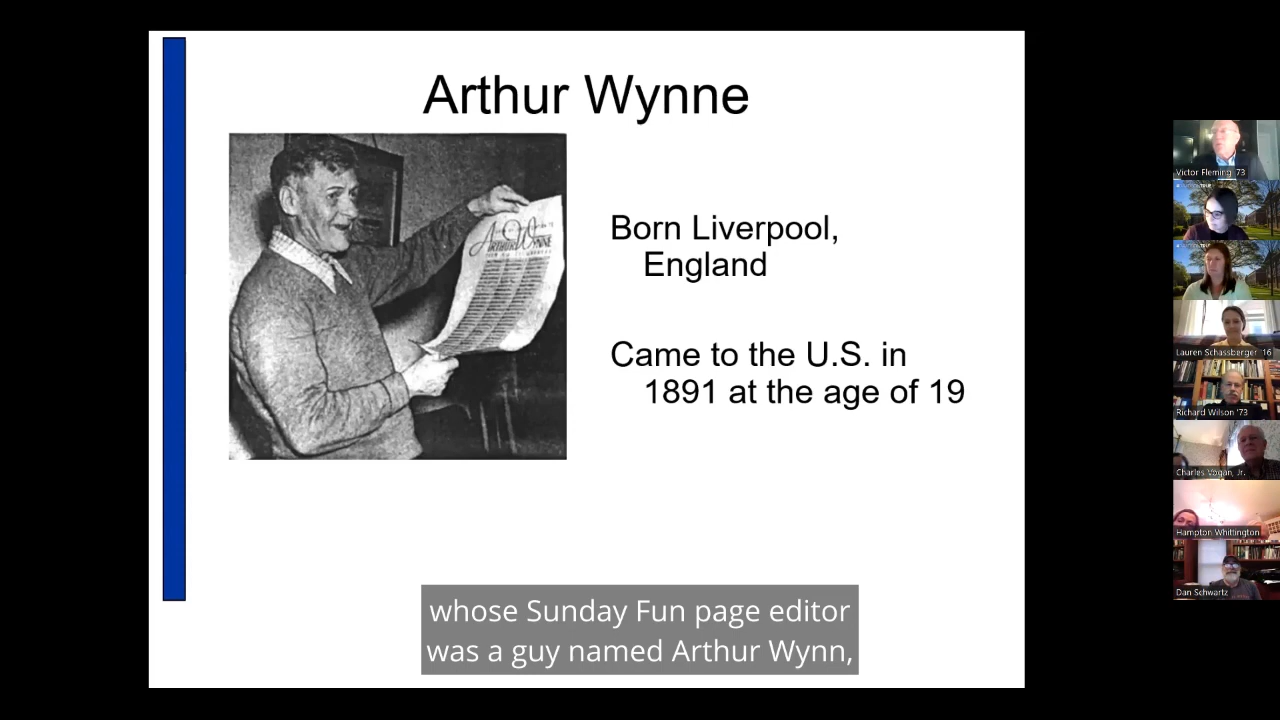 Arthur Wynne
Born Liverpool,
England
Came to the U.S. in
1891 at the age of 19
ARTHUR WYNNE
whose Sunday Fun page editor
was a guy named Arthur Wynn,
Victor Fleming '73
Lauren Schassberger '16
Richard Wilson '73
Charles Vogan, Jr.
Hampton Whittington
Dan Schwartz